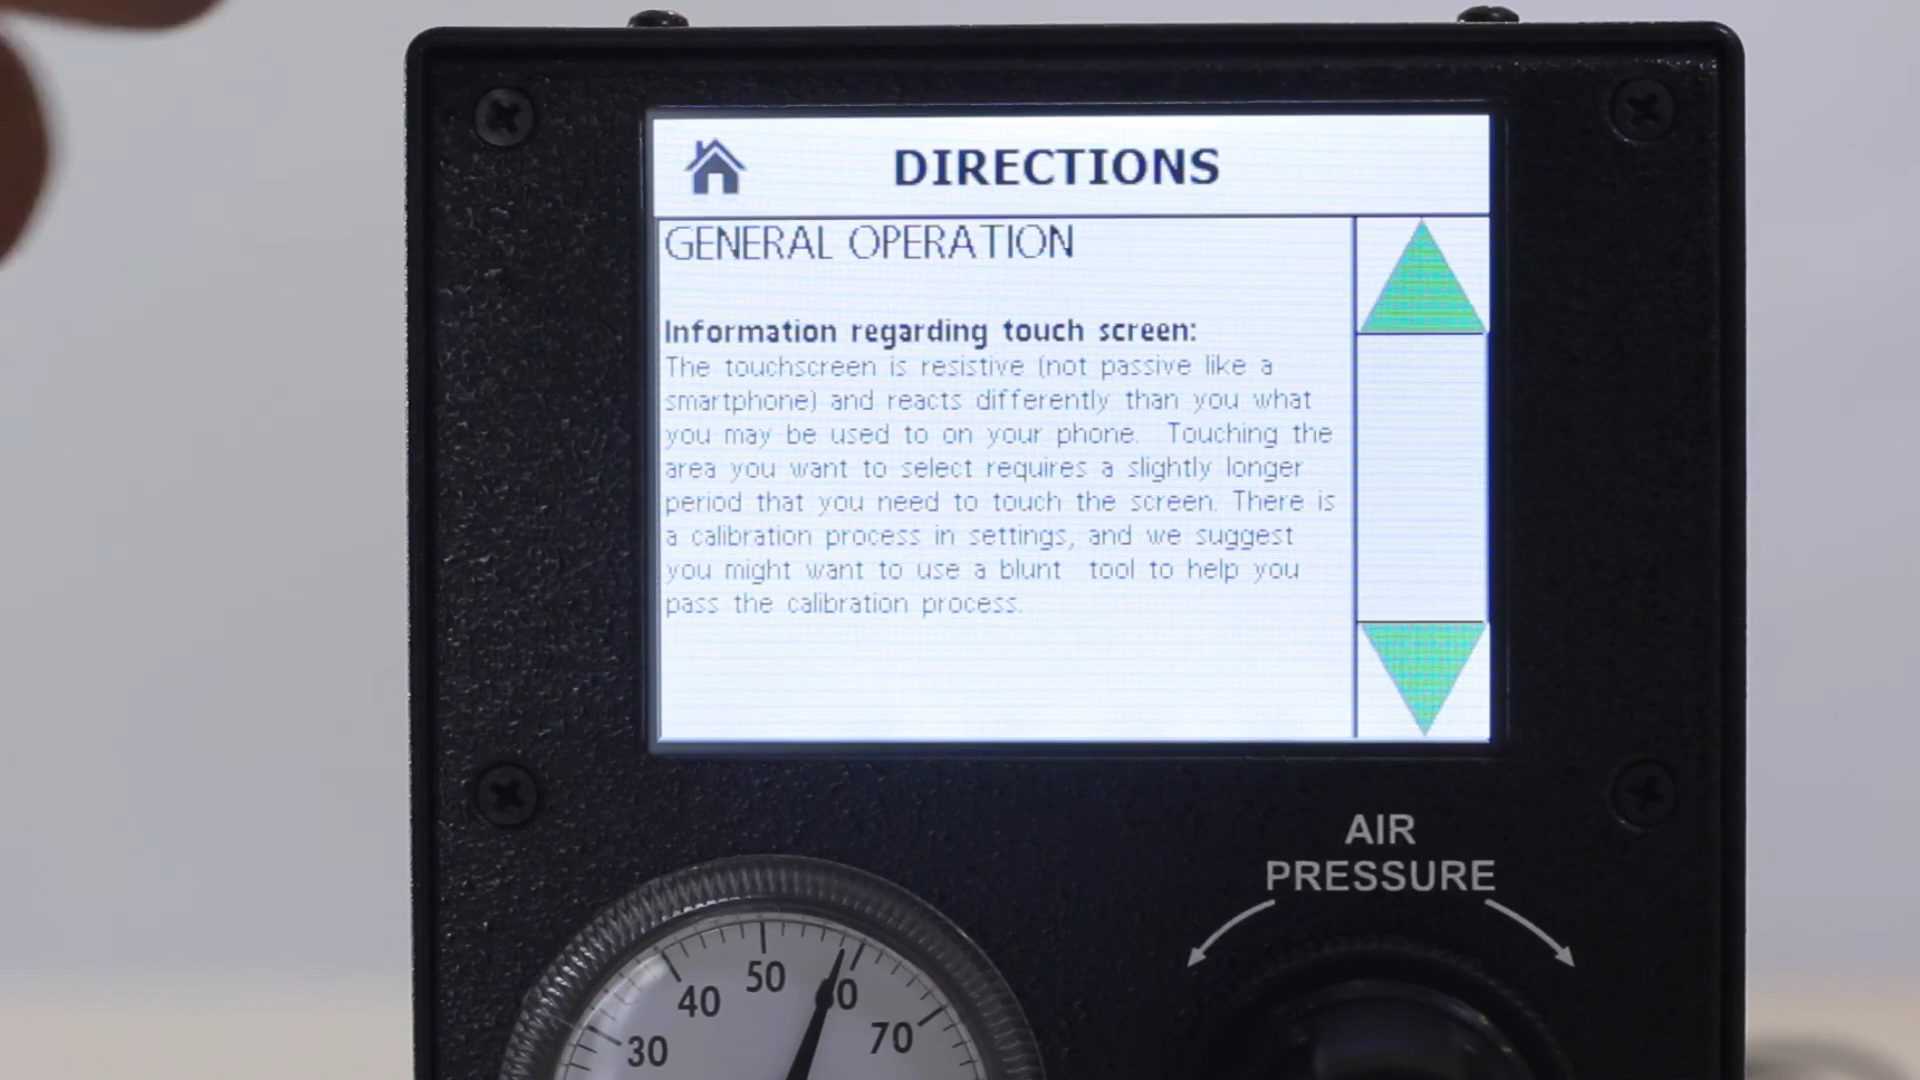 DIRECTIONS
GENERAL OPERATION
Information regarding touch screen:
The touchscreen is resistive (not passive like a
smartphone) and reacts differently than you what
you may be used to on your phone. Touching the
area you want to select requires a slightly longer
period that you need to touch the screen. There is
a calibration process in settings, and we suggest
you might want to use a blunt tool to help you
pass the calibration process.
AIR
PRESSURE
30
40
50
60
70